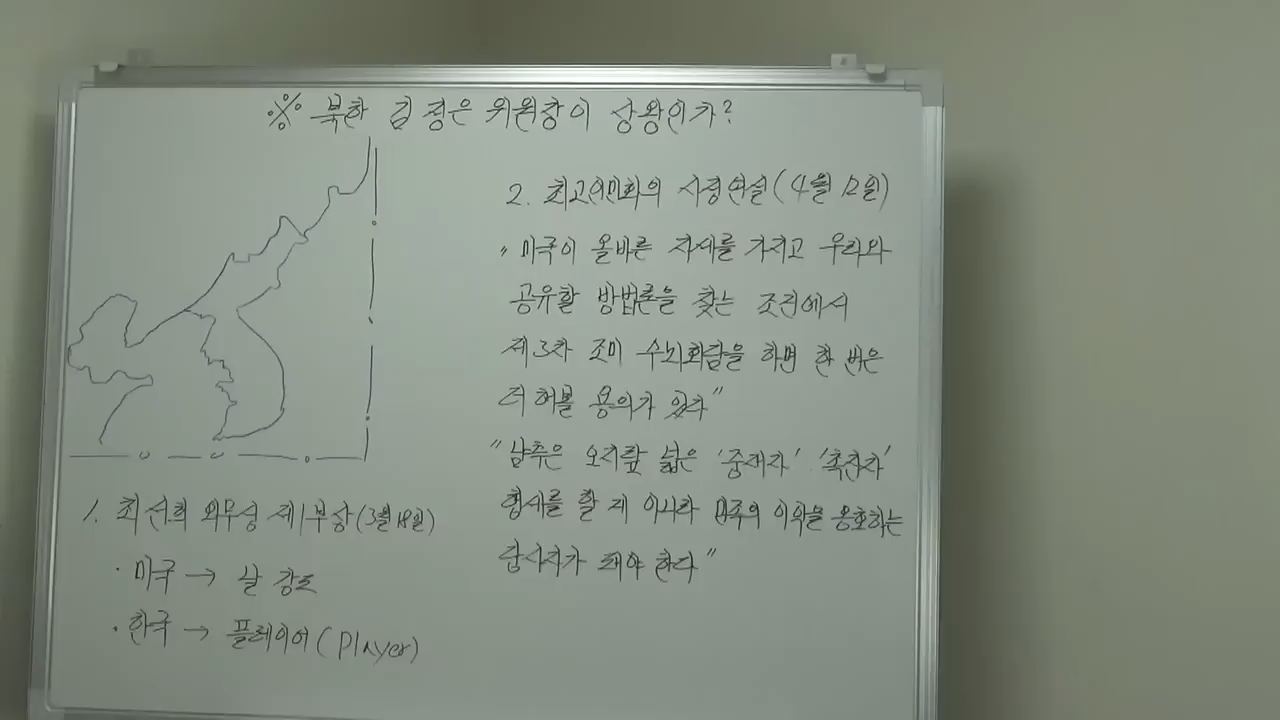 ※ 북한 김정은 위원장이 상왕인가?
1. 최선희 외무성 제1부상(3월 18일)
· 미국 → 날 강도
· 한국 → 플레이어(player)
2. 최고인민회의 시정연설(4월 12일)
"미국이 올바른 자세를 가지고 우리와
공유할 방법론을 찾는 조건에서
제3차 조미 수뇌회담을 하면 한 번은
더 해볼 용의가 있다"
"남측은 오지랖 넓은 '중재자' '촉진자'
행세를 할 게 아니라 민족의 이익을 옹호하는
당사자가 돼야 한다"